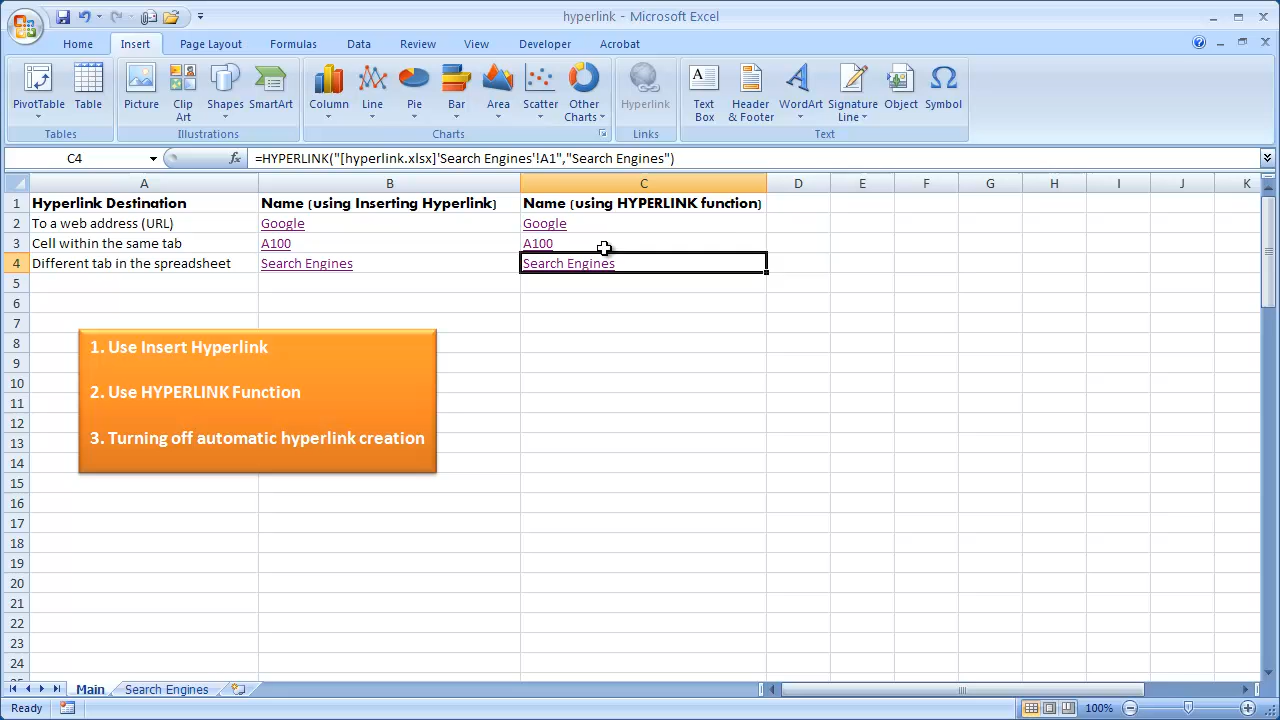 hyperlink - Microsoft Excel
Home Insert Page Layout Formulas Data Review View Developer Acrobat
PivotTable Table Picture Clip Art Shapes SmartArt Column Line Pie Bar Area Scatter Other Charts Hyperlink Text Box Header & Footer WordArt Signature Line Object Symbol
Tables Illustrations Charts Links Text
C4 fx =HYPERLINK("[hyperlink.xlsx]'Search Engines'!A1","Search Engines")
A B C D E F G H I J K
1 Hyperlink Destination Name (using Inserting Hyperlink) Name (using HYPERLINK function)
2 To a web address (URL) Google Google
3 Cell within the same tab A100 A100
4 Different tab in the spreadsheet Search Engines Search Engines
5
6
7
8 1. Use Insert Hyperlink
9
10 2. Use HYPERLINK Function
11
12
13 3. Turning off automatic hyperlink creation
14
15
16
17
18
19
20
21
22
23
24
Main Search Engines
Ready 100%